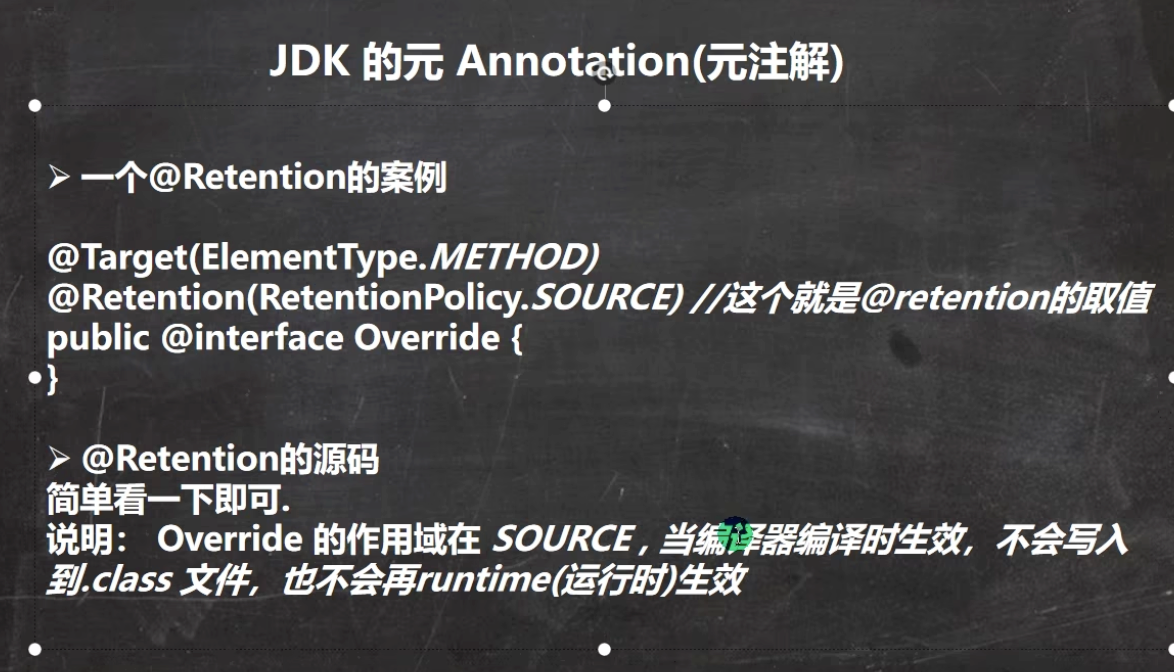 JDK 的元 Annotation(元注解)
➢ 一个@Retention的案例
@Target(ElementType.METHOD)
@Retention(RetentionPolicy.SOURCE) //这个就是@retention的取值
public @interface Override {
}
➢ @Retention的源码
简单看一下即可.
说明： Override 的作用域在 SOURCE , 当编译器编译时生效，不会写入
到.class 文件，也不会再runtime(运行时)生效